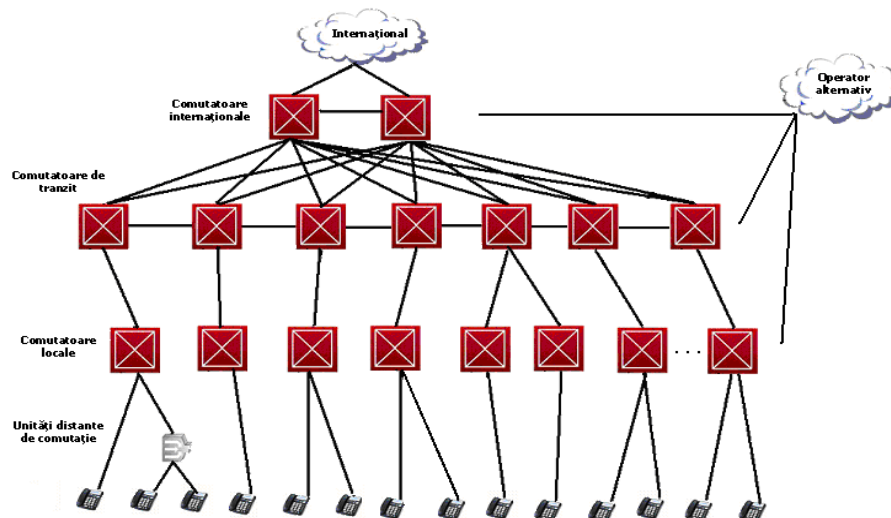 Internațional
Operator
alternativ
Comutatoare
internaționale
Comutatoare de
tranzit
Comutatoare
locale
...
Unități distante
de comutație